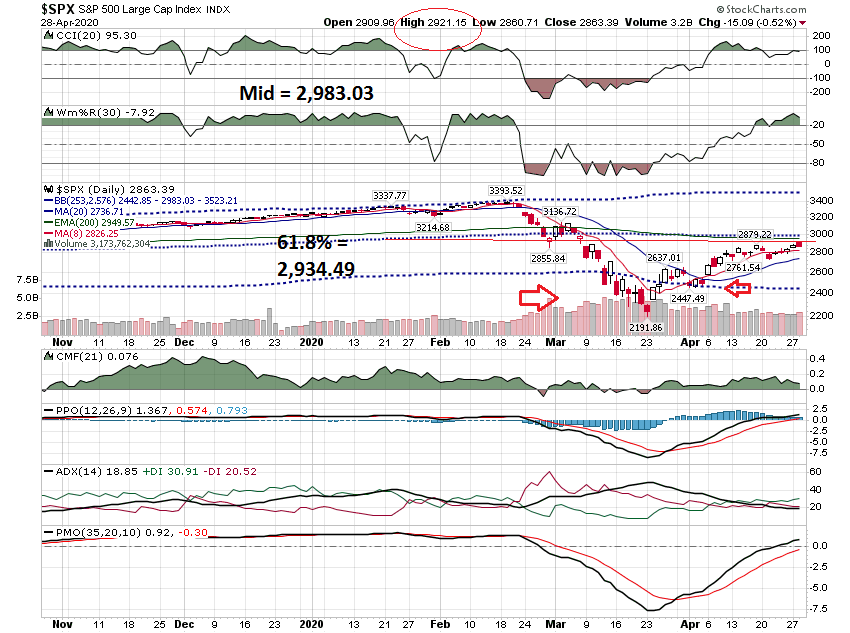 $SPX S&P 500 Large Cap Index INDX
© StockCharts.com
28-Apr-2020
Open 2909.96 High 2921.15 Low 2860.71 Close 2863.39 Volume 3.2B Chg -15.09 (-0.52%)
CCI(20) 95.30
200
100
0
-100
-200
Mid = 2,983.03
Wm%R(30) -7.92
-20
-50
-80
$SPX (Daily) 2863.39
BB(253,2.576) 2442.85 - 2983.03 - 3523.21
MA(20) 2736.71
EMA(200) 2949.57
MA(8) 2826.25
Volume 3,173,762,304
3337.77
3393.52
3214.68
3136.72
2855.84
2637.01
2879.22
2761.54
2447.49
2191.86
61.8% =
2,934.49
3400
3200
3000
2800
2600
2400
2200
7.5B
5.0B
2.5B
Nov 11 18 25 Dec 9 16 23 2020 13 21 27 Feb 10 18 24 Mar 9 16 23 Apr 6 13 20 27
CMF(21) 0.076
0.4
0.2
0.0
PPO(12,26,9) 1.367, 0.574, 0.793
2.5
0.0
-2.5
-5.0
-7.5
ADX(14) 18.85 +DI 30.91 -DI 20.52
60
40
20
PMO(35,20,10) 0.92, -0.30
0.0
-2.5
-5.0
-7.5
Nov 11 18 25 Dec 9 16 23 2020 13 21 27 Feb 10 18 24 Mar 9 16 23 Apr 6 13 20 27